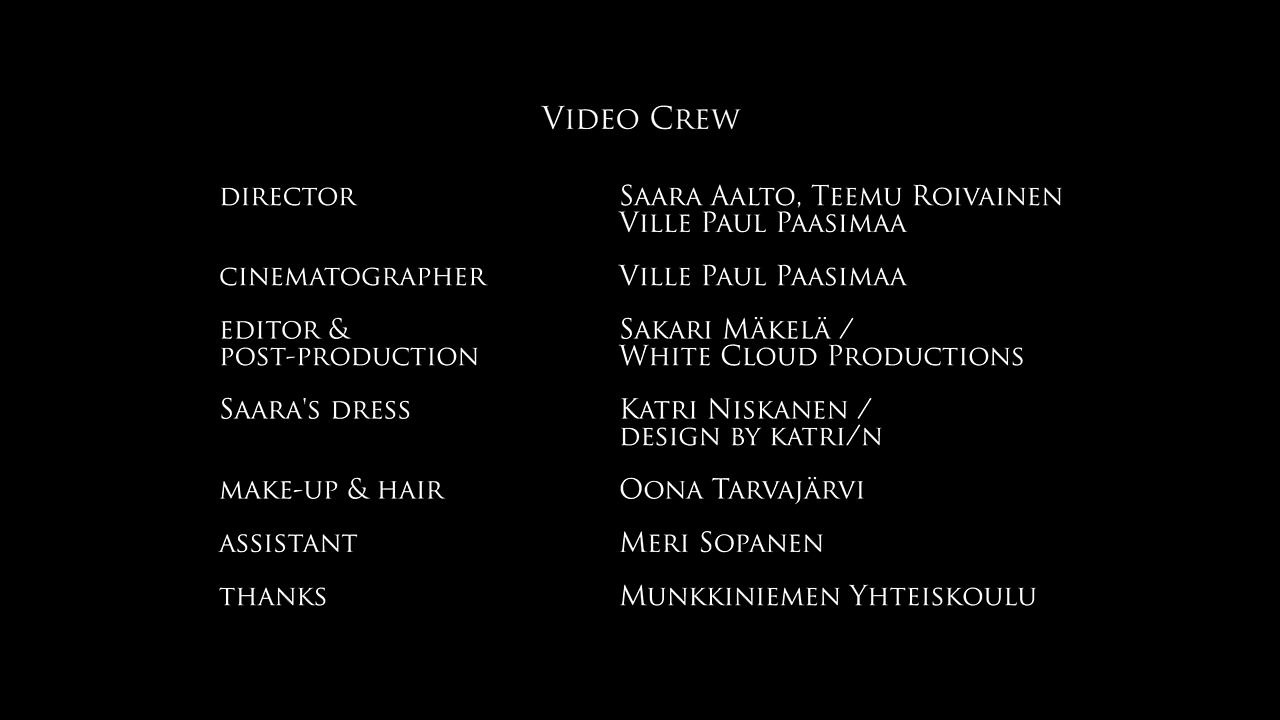 Video Crew
director Saara Aalto, Teemu Roivainen
Ville Paul Paasimaa
cinematographer Ville Paul Paasimaa
editor & Sakari Mäkelä /
post-production White Cloud Productions
Saara's dress Katri Niskanen /
design by katri/n
make-up & hair Oona Tarvajärvi
assistant Meri Sopanen
thanks Munkkiniemen Yhteiskoulu